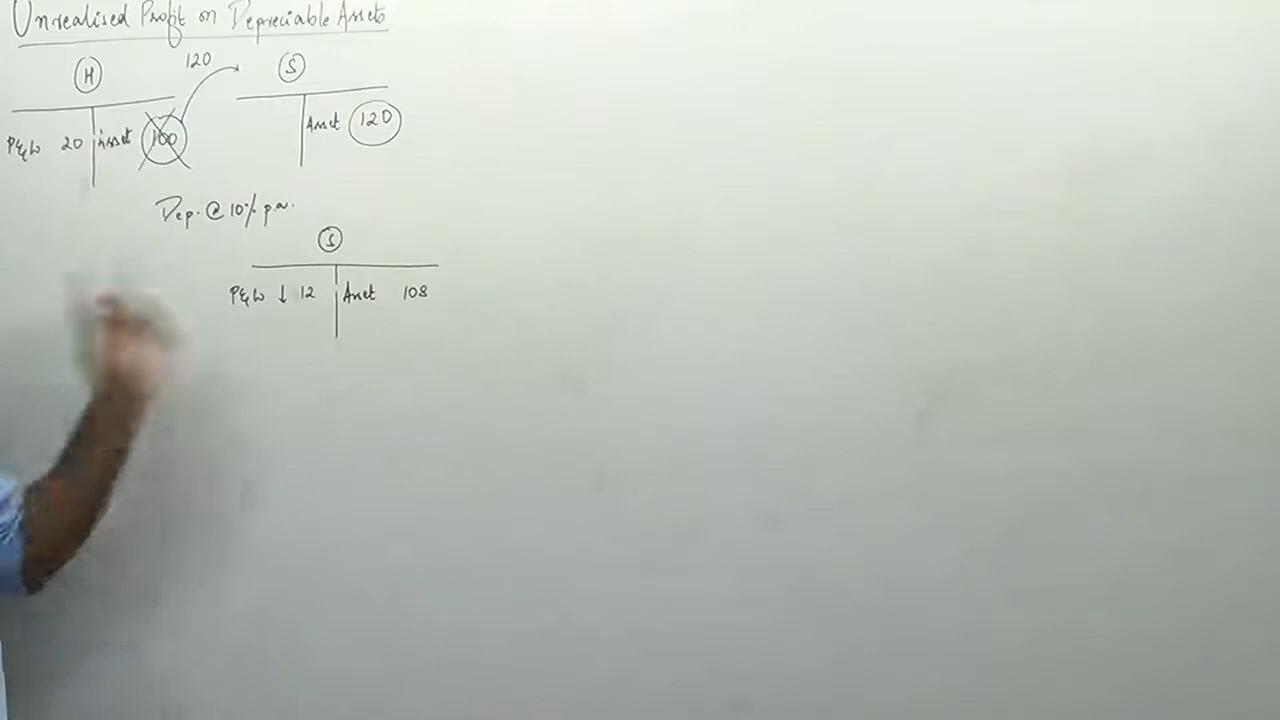 Unrealised Profit on Depreciable Assets
H 120 S
P&L 20 Asset 100 Asset 120
Dep. @ 10% p.a.
S
P&L ↓ 12 Asset 108